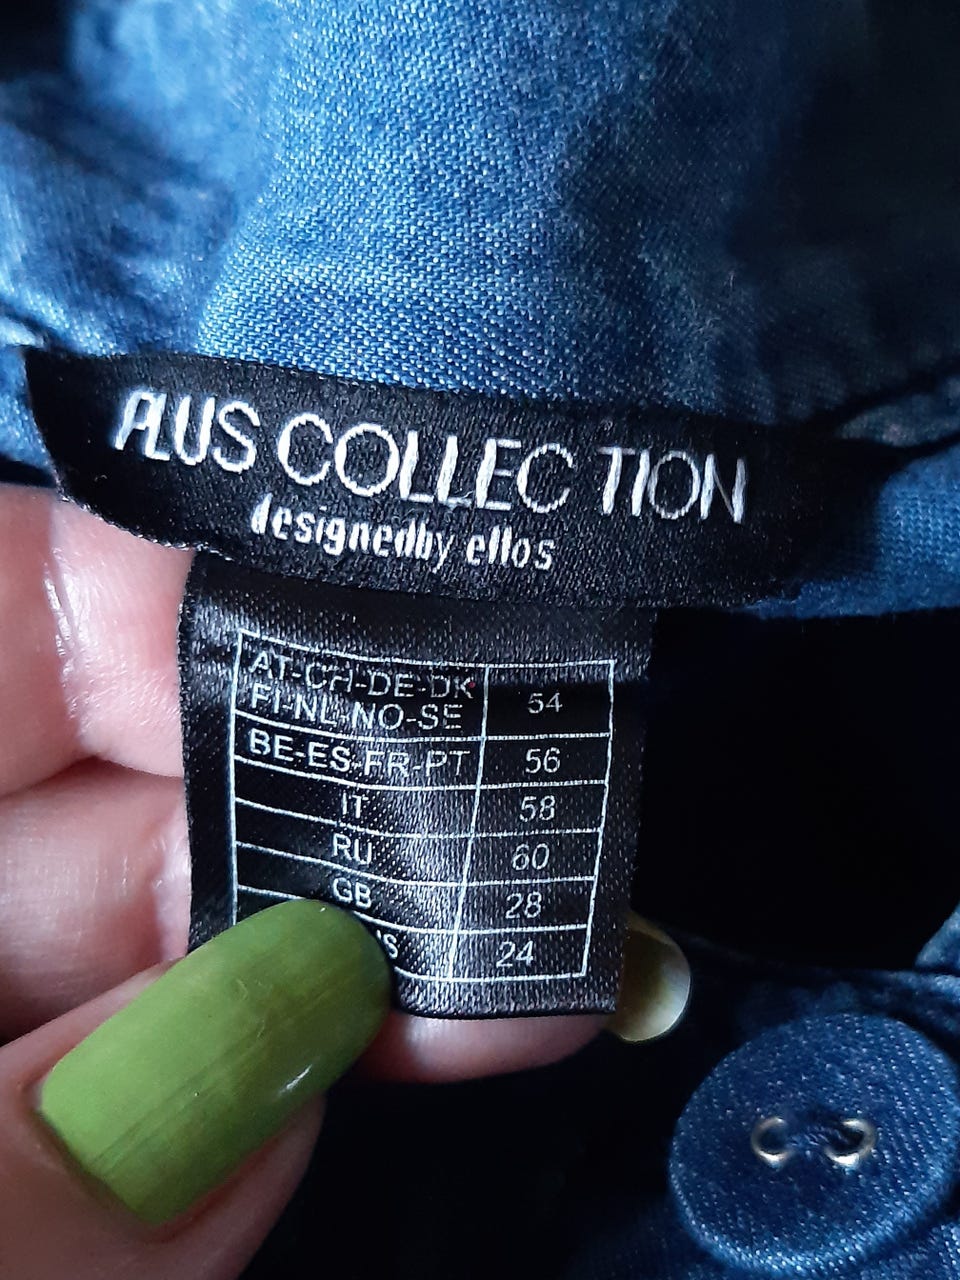 PLUS COLLECTION
designedby ellos
AT-CH-DE-DK
FI-NL-NO-SE 54
BE-ES-FR-PT 56
IT 58
RU 60
GB 28
24